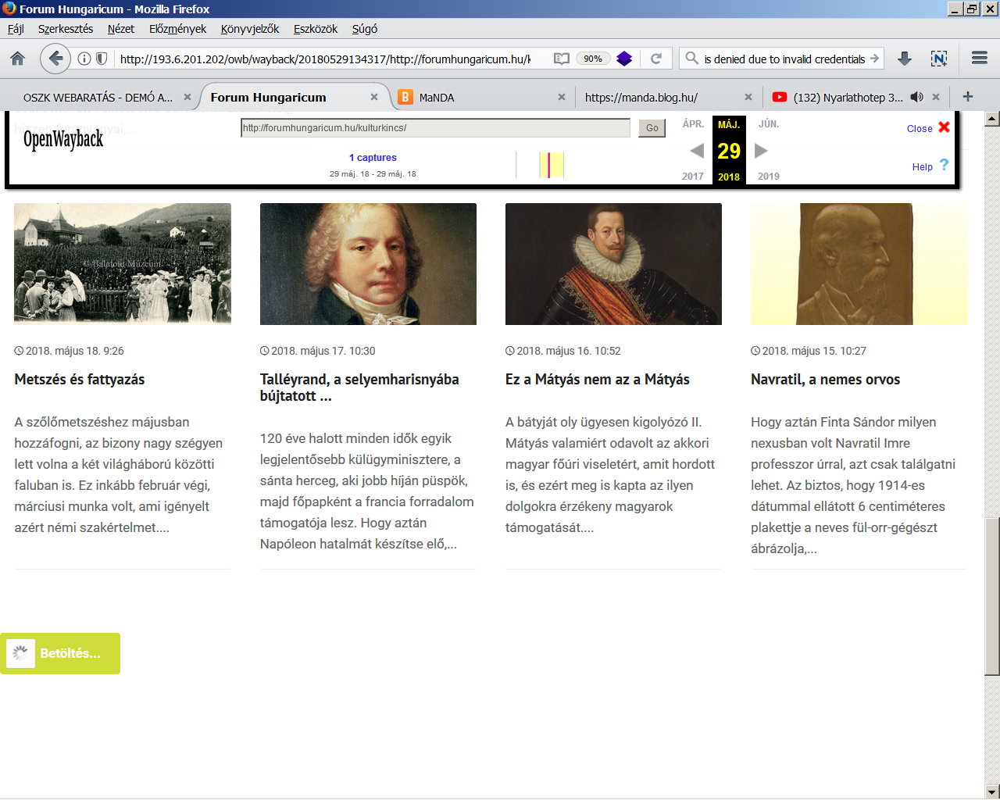 Forum Hungaricum - Mozilla Firefox
Fájl Szerkesztés Nézet Előzmények Könyvjelzők Eszközök Súgó
http://193.6.201.202/owb/wayback/20180529134317/http://forumhungaricum.hu/k 90% is denied due to invalid credentials
OSZK WEBARATÁS - DEMÓ A... Forum Hungaricum MaNDA https://manda.blog.hu/ (132) Nyarlathotep 3...
OpenWayback
http://forumhungaricum.hu/kulturkincs/ Go
1 captures
29 máj. 18 - 29 máj. 18
ÁPR. MÁJ. JÚN.
29
2017 2018 2019
Close
Help
© Balatoni Múzeum
2018. május 18. 9:26
Metszés és fattyazás
A szőlőmetszéshez májusban
hozzáfogni, az bizony nagy szégyen
lett volna a két világháború közötti
faluban is. Ez inkább február végi,
márciusi munka volt, ami igényelt
azért némi szakértelmet....
2018. május 17. 10:30
Talléyrand, a selyemharisnyába
bújtatott ...
120 éve halott minden idők egyik
legjelentősebb külügyminisztere, a
sánta herceg, aki jobb híján püspök,
majd főpapként a francia forradalom
támogatója lesz. Hogy aztán
Napóleon hatalmát készítse elő,...
2018. május 16. 10:52
Ez a Mátyás nem az a Mátyás
A bátyját oly ügyesen kigolyózó II.
Mátyás valamiért odavolt az akkori
magyar főúri viseletért, amit hordott
is, és ezért meg is kapta az ilyen
dolgokra érzékeny magyarok
támogatását....
2018. május 15. 10:27
Navratil, a nemes orvos
Hogy aztán Finta Sándor milyen
nexusban volt Navratil Imre
professzor úrral, azt csak találgatni
lehet. Az biztos, hogy 1914-es
dátummal ellátott 6 centiméteres
plakettje a neves fül-orr-gégészt
ábrázolja,...
Betöltés...